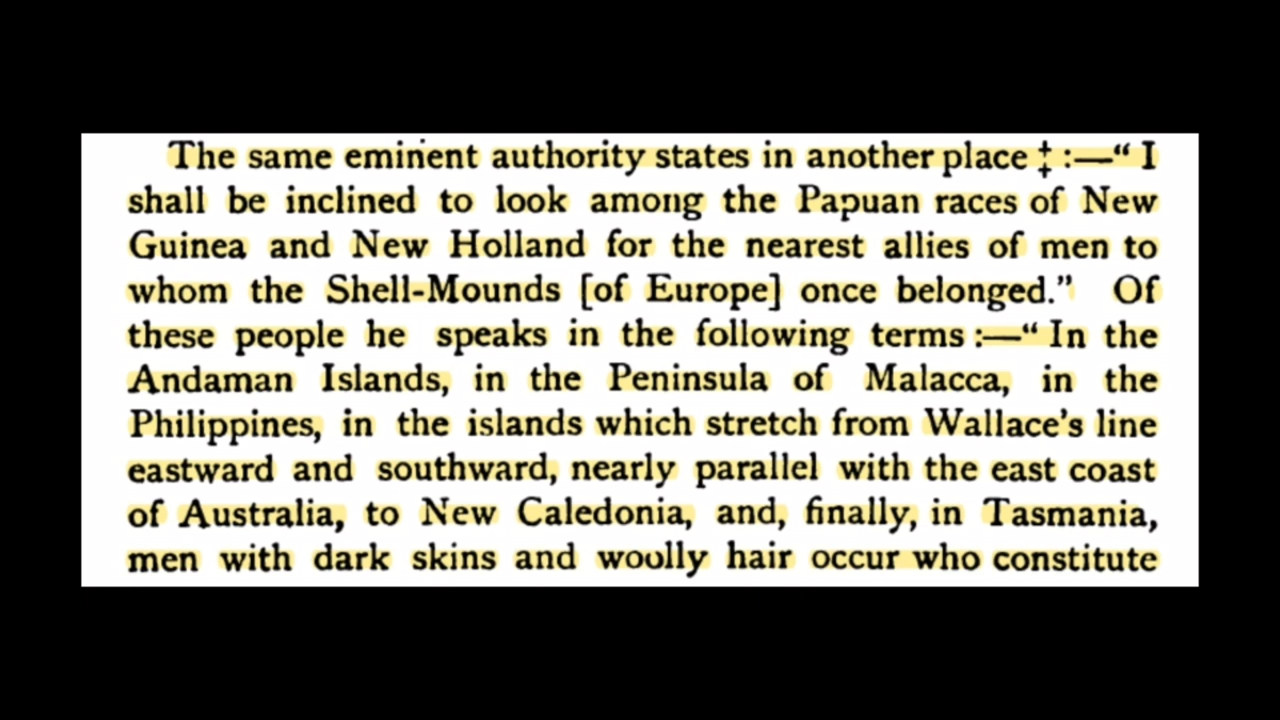 The same eminent authority states in another place ‡ :—“ I
shall be inclined to look among the Papuan races of New
Guinea and New Holland for the nearest allies of men to
whom the Shell-Mounds [of Europe] once belonged.” Of
these people he speaks in the following terms :—“ In the
Andaman Islands, in the Peninsula of Malacca, in the
Philippines, in the islands which stretch from Wallace’s line
eastward and southward, nearly parallel with the east coast
of Australia, to New Caledonia, and, finally, in Tasmania,
men with dark skins and woolly hair occur who constitute